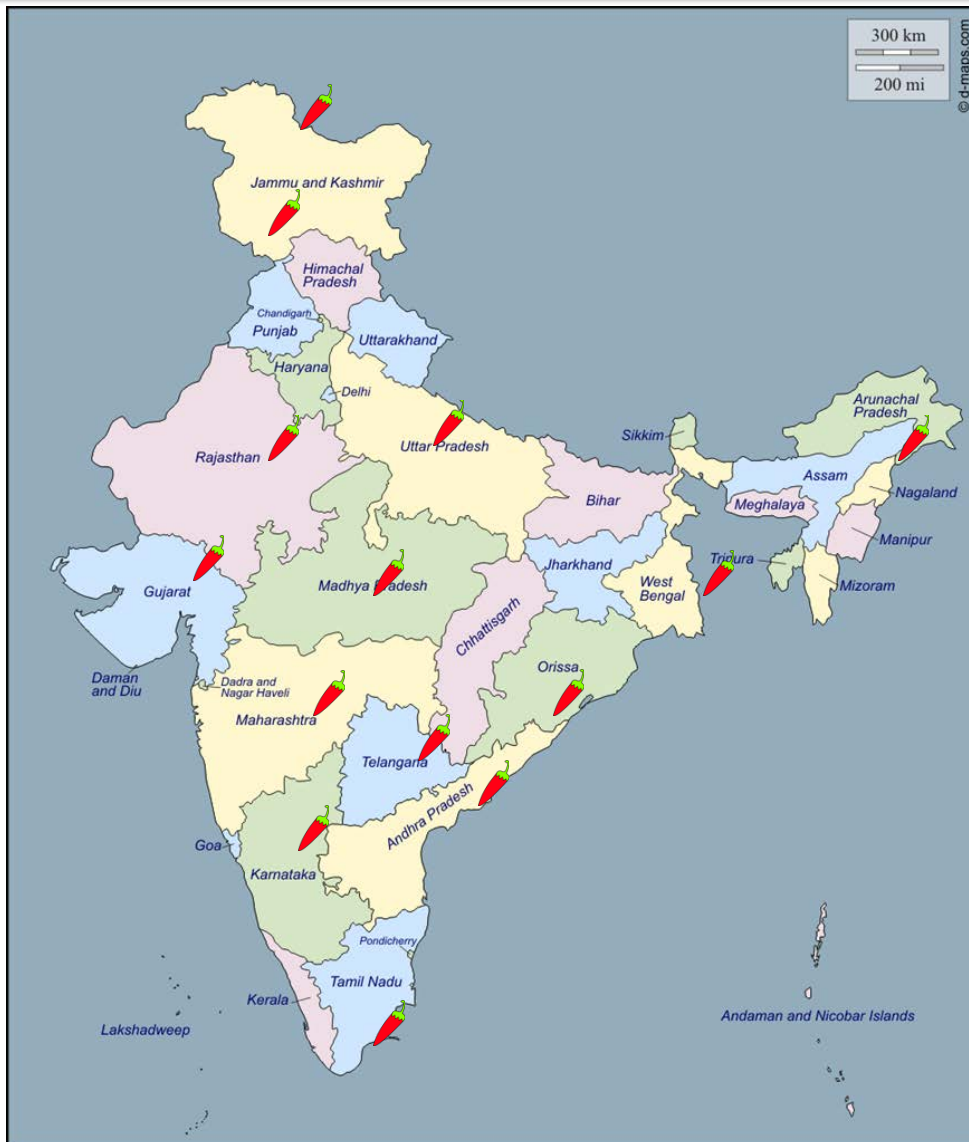 300 km
200 mi
© d-maps.com
Jammu and Kashmir
Himachal
Pradesh
Chandigarh
Punjab
Uttarakhand
Haryana
Delhi
Arunachal
Pradesh
Sikkim
Uttar Pradesh
Rajasthan
Assam
Nagaland
Bihar
Meghalaya
Manipur
Tripura
Jharkhand
Mizoram
West
Bengal
Gujarat
Madhya Pradesh
Chhattisgarh
Orissa
Daman
and Diu
Dadra and
Nagar Haveli
Maharashtra
Telangana
Andhra Pradesh
Goa
Karnataka
Pondicherry
Tamil Nadu
Kerala
Lakshadweep
Andaman and Nicobar Islands